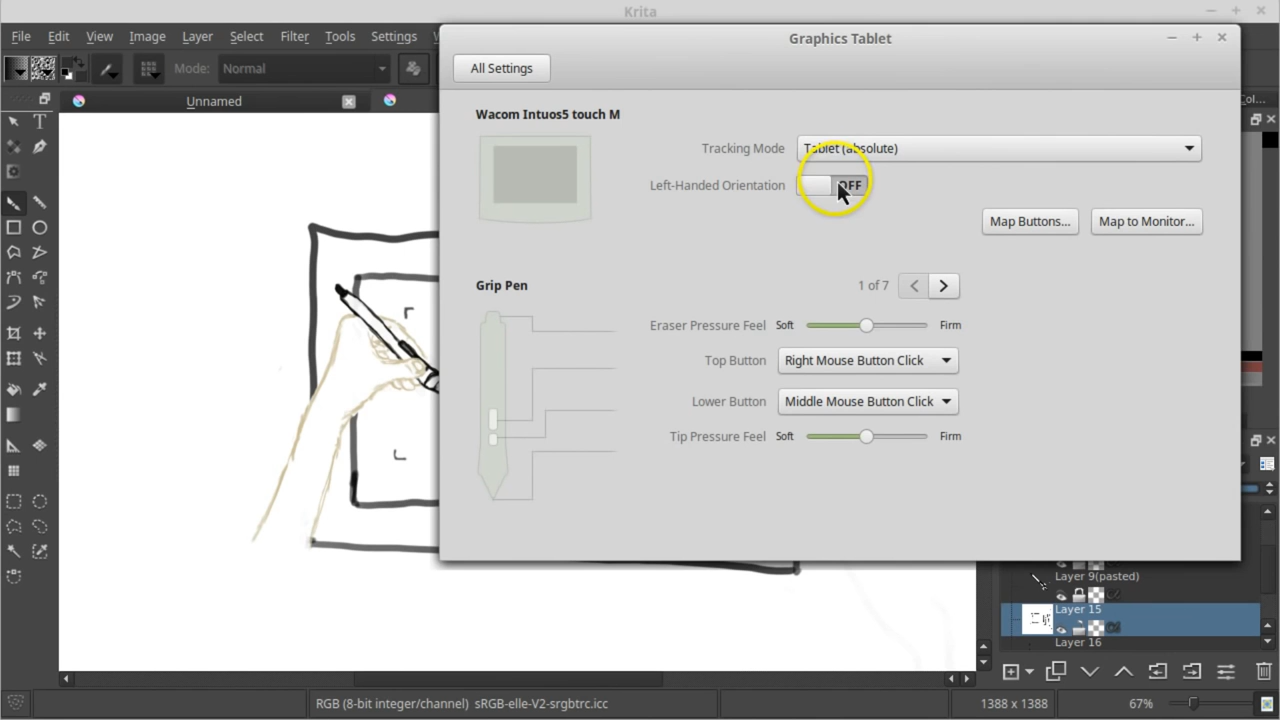 Krita
File Edit View Image Layer Select Filter Tools Settings
Mode: Normal
Unnamed
Graphics Tablet
All Settings
Wacom Intuos5 touch M
Tracking Mode Tablet (absolute)
Left-Handed Orientation OFF
Map Buttons... Map to Monitor...
Grip Pen 1 of 7
Eraser Pressure Feel Soft Firm
Top Button Right Mouse Button Click
Lower Button Middle Mouse Button Click
Tip Pressure Feel Soft Firm
Layer 9(pasted)
Layer 15
Layer 16
RGB (8-bit integer/channel) sRGB-elle-V2-srgbtrc.icc 1388 x 1388 67%